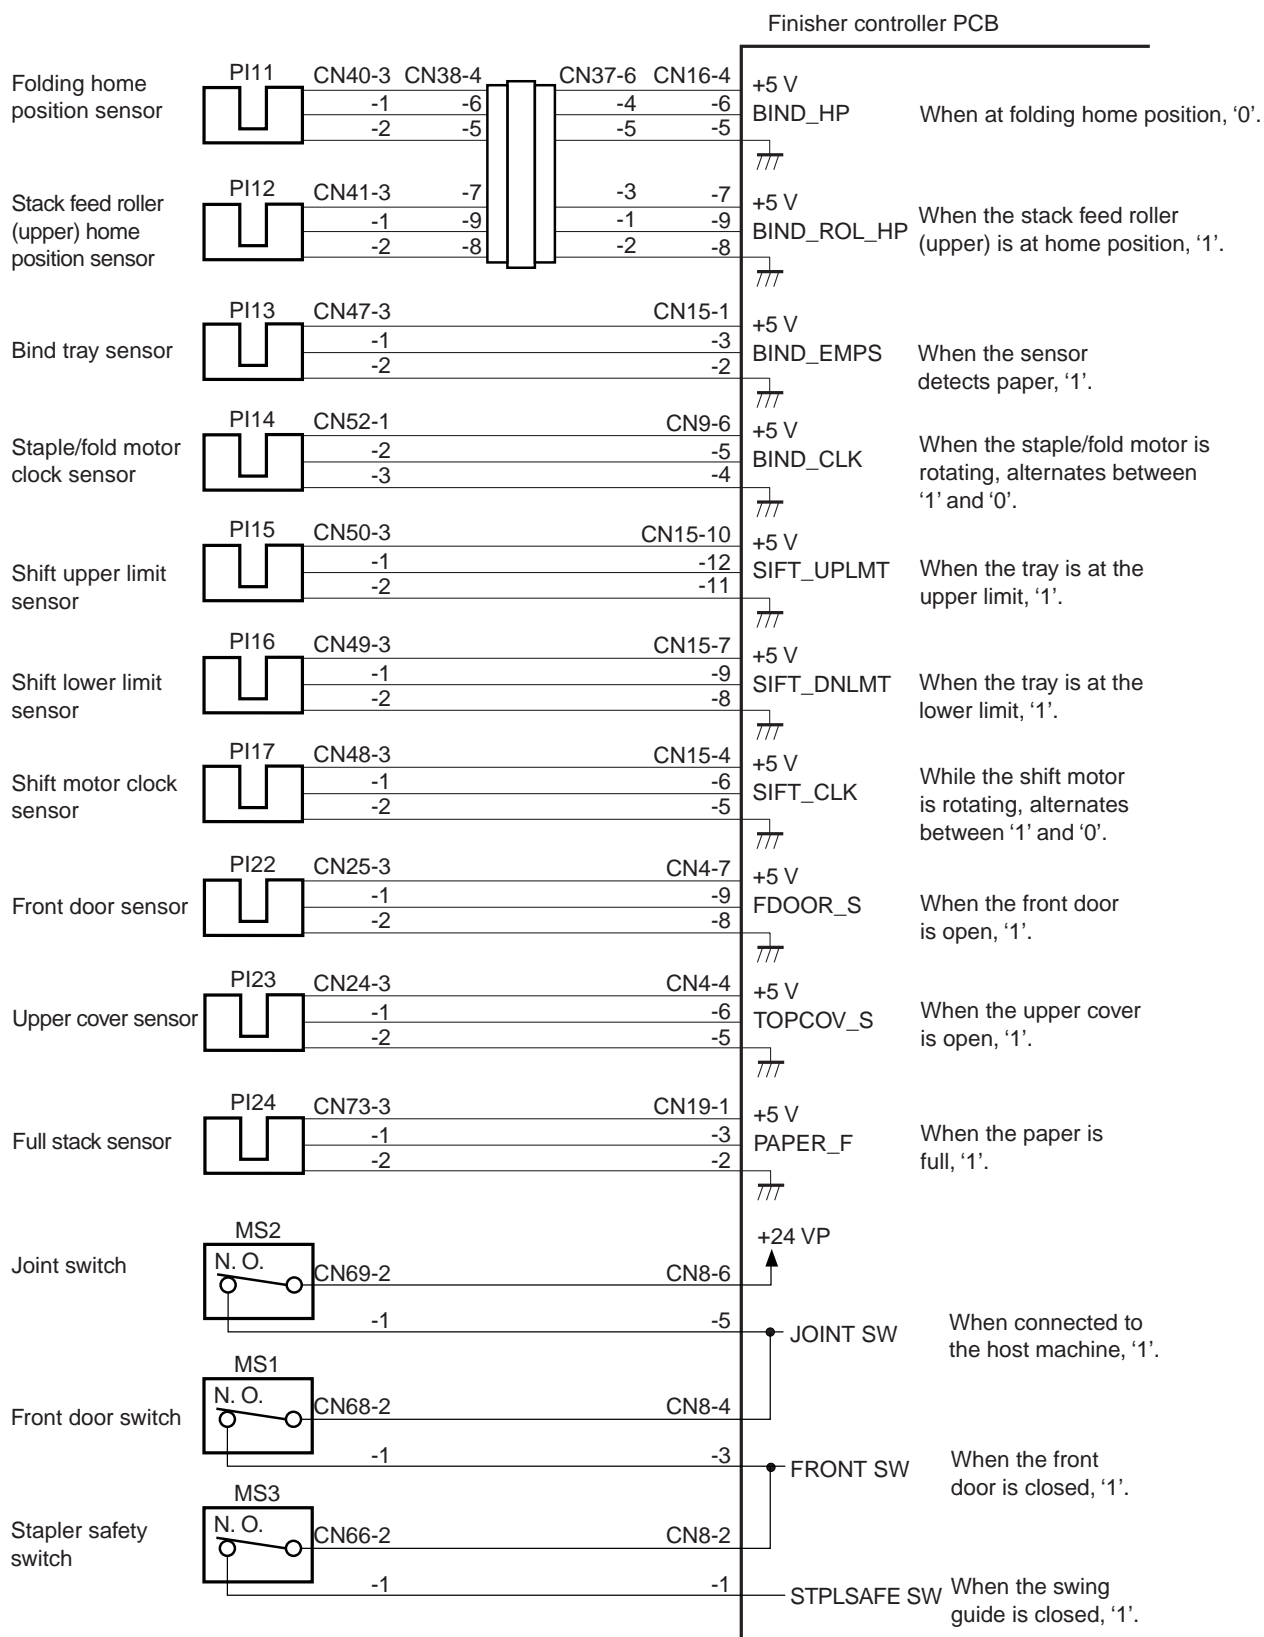 Finisher controller PCB
Folding home
position sensor
PI11
CN40-3 CN38-4 CN37-6 CN16-4
-1 -6 -4 -6
-2 -5 -5 -5
+5 V
BIND_HP
When at folding home position, ‘0’.
Stack feed roller
(upper) home
position sensor
PI12
CN41-3 -7 -3 -7
-1 -9 -1 -9
-2 -8 -2 -8
+5 V
BIND_ROL_HP
When the stack feed roller
(upper) is at home position, ‘1’.
Bind tray sensor
PI13
CN47-3 CN15-1
-1 -3
-2 -2
+5 V
BIND_EMPS
When the sensor
detects paper, ‘1’.
Staple/fold motor
clock sensor
PI14
CN52-1 CN9-6
-2 -5
-3 -4
+5 V
BIND_CLK
When the staple/fold motor is
rotating, alternates between
‘1’ and ‘0’.
Shift upper limit
sensor
PI15
CN50-3 CN15-10
-1 -12
-2 -11
+5 V
SIFT_UPLMT
When the tray is at the
upper limit, ‘1’.
Shift lower limit
sensor
PI16
CN49-3 CN15-7
-1 -9
-2 -8
+5 V
SIFT_DNLMT
When the tray is at the
lower limit, ‘1’.
Shift motor clock
sensor
PI17
CN48-3 CN15-4
-1 -6
-2 -5
+5 V
SIFT_CLK
While the shift motor
is rotating, alternates
between ‘1’ and ‘0’.
Front door sensor
PI22
CN25-3 CN4-7
-1 -9
-2 -8
+5 V
FDOOR_S
When the front door
is open, ‘1’.
Upper cover sensor
PI23
CN24-3 CN4-4
-1 -6
-2 -5
+5 V
TOPCOV_S
When the upper cover
is open, ‘1’.
Full stack sensor
PI24
CN73-3 CN19-1
-1 -3
-2 -2
+5 V
PAPER_F
When the paper is
full, ‘1’.
Joint switch
MS2
N. O.
CN69-2 CN8-6
-1 -5
+24 VP
JOINT SW
When connected to
the host machine, ‘1’.
Front door switch
MS1
N. O.
CN68-2 CN8-4
-1 -3
FRONT SW
When the front
door is closed, ‘1’.
Stapler safety
switch
MS3
N. O.
CN66-2 CN8-2
-1 -1
STPLSAFE SW
When the swing
guide is closed, ‘1’.